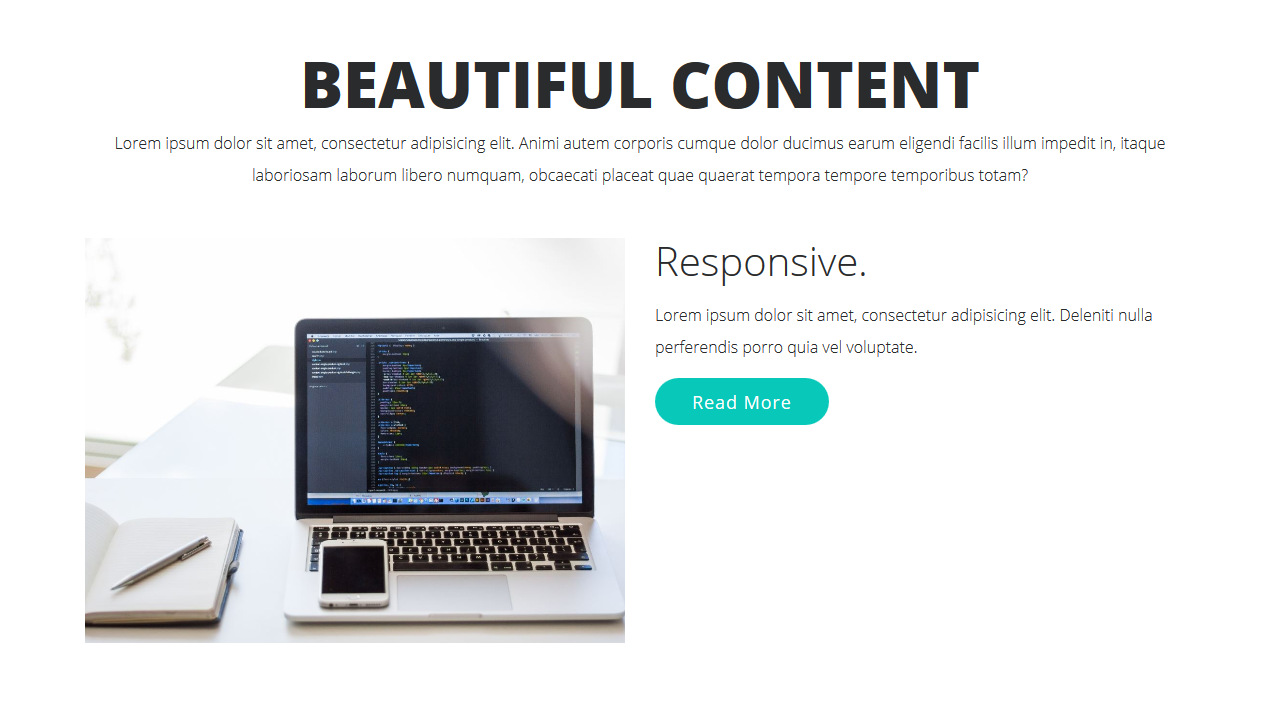 BEAUTIFUL CONTENT
Lorem ipsum dolor sit amet, consectetur adipisicing elit. Animi autem corporis cumque dolor ducimus earum eligendi facilis illum impedit in, itaque
laboriosam laborum libero numquam, obcaecati placeat quae quaerat tempora tempore temporibus totam?
Responsive.
Lorem ipsum dolor sit amet, consectetur adipisicing elit. Deleniti nulla
perferendis porro quia vel voluptate.
Read More